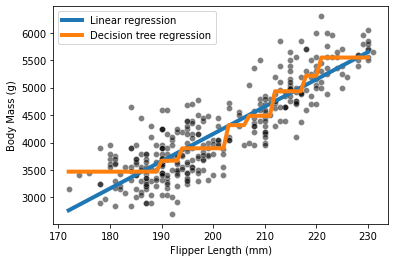 Linear regression
Decision tree regression
Body Mass (g)
6000
5500
5000
4500
4000
3500
3000
170 180 190 200 210 220 230
Flipper Length (mm)